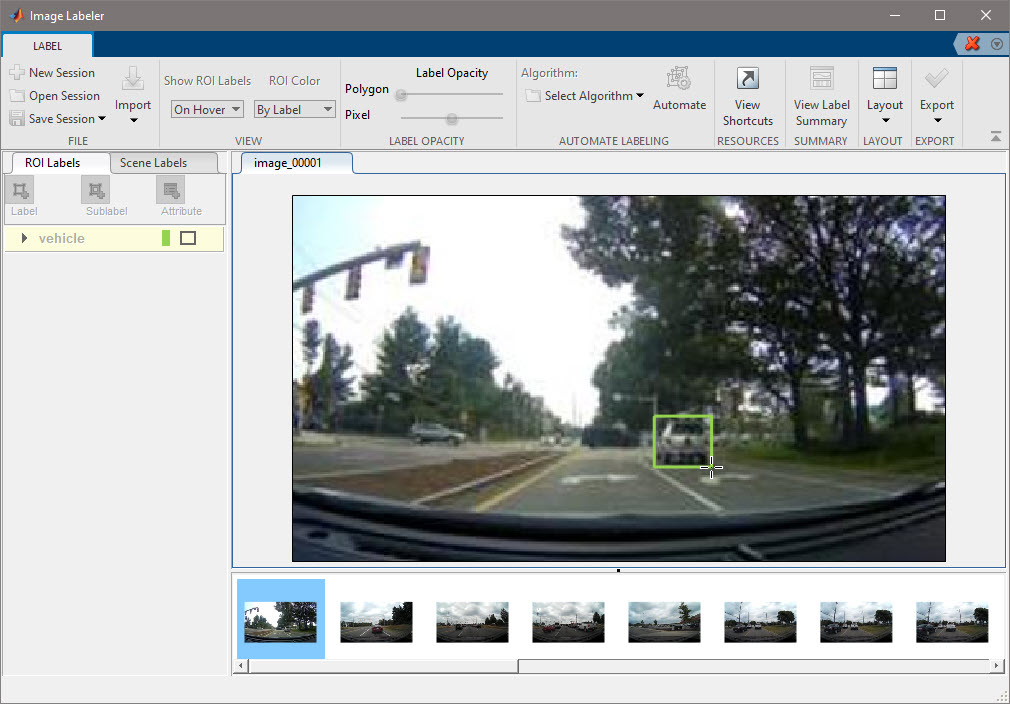 Image Labeler
LABEL
New Session
Open Session
Save Session
Import
FILE
Show ROI Labels
ROI Color
On Hover
By Label
VIEW
Label Opacity
Polygon
Pixel
LABEL OPACITY
Algorithm:
Select Algorithm
Automate
AUTOMATE LABELING
View
Shortcuts
RESOURCES
View Label
Summary
SUMMARY
Layout
LAYOUT
Export
EXPORT
ROI Labels
Scene Labels
image_00001
Label
Sublabel
Attribute
vehicle